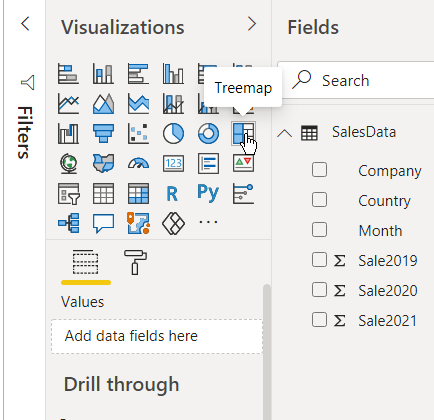 Visualizations
Fields
Filters
Search
Treemap
SalesData
Company
Country
Month
Σ Sale2019
Σ Sale2020
Σ Sale2021
123
R Py
...
Values
Add data fields here
Drill through